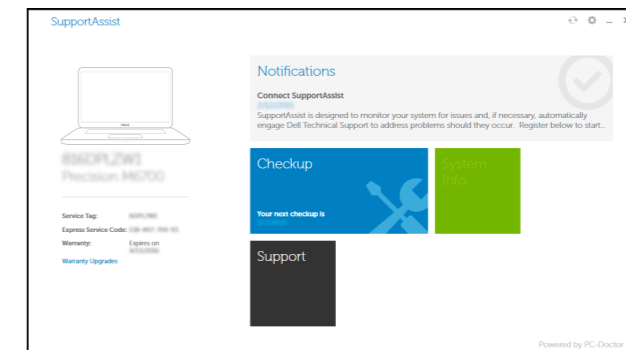 SupportAssist
Notifications
Connect SupportAssist
SupportAssist is designed to monitor your system for issues and, if necessary, automatically
engage Dell Technical Support to address problems should they occur. Register below to start...
Checkup
System
Info
Precision M6700
Your next checkup is
Service Tag:
Express Service Code:
Warranty: Expires on
Warranty Upgrades
Support
Powered by PC-Doctor